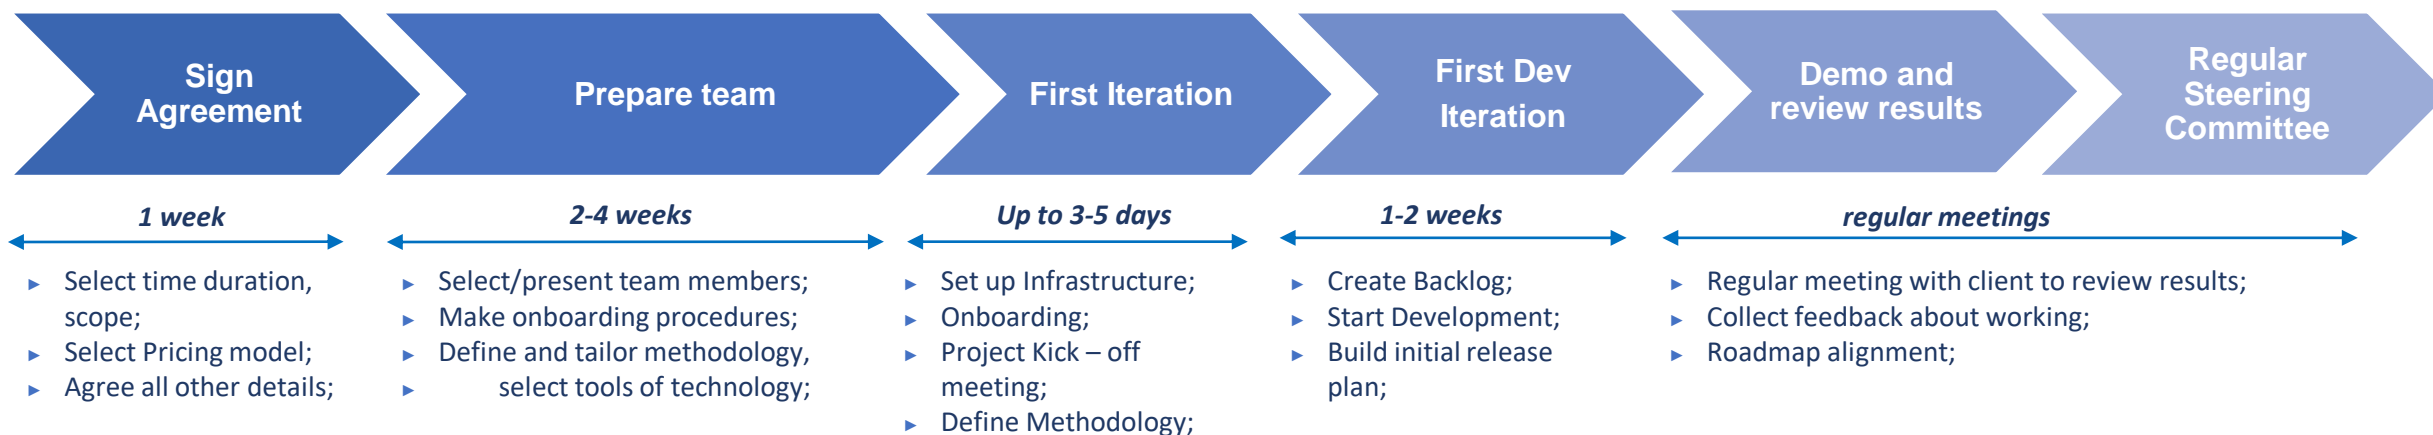 Sign
Agreement
Prepare team
First Iteration
First Dev
Iteration
Demo and
review results
Regular
Steering
Committee
1 week
2-4 weeks
Up to 3-5 days
1-2 weeks
regular meetings
► Select time duration,
scope;
► Select Pricing model;
► Agree all other details;
► Select/present team members;
► Make onboarding procedures;
► Define and tailor methodology,
► select tools of technology;
► Set up Infrastructure;
► Onboarding;
► Project Kick – off
meeting;
► Define Methodology;
► Create Backlog;
► Start Development;
► Build initial release
plan;
► Regular meeting with client to review results;
► Collect feedback about working;
► Roadmap alignment;